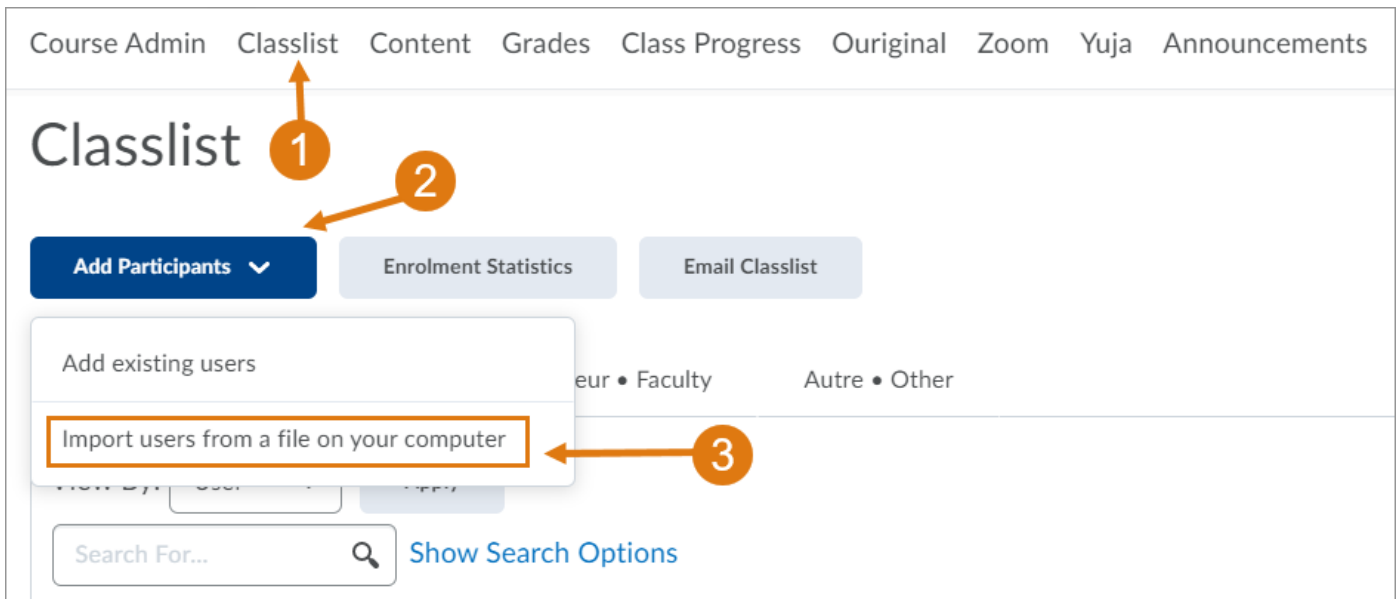 Course Admin Classlist Content Grades Class Progress Ouriginal Zoom Yuja Announcements
Classlist 1
2
Add Participants Enrolment Statistics Email Classlist
Add existing users
eur • Faculty Autre • Other
Import users from a file on your computer
3
View By:
Search For... Show Search Options